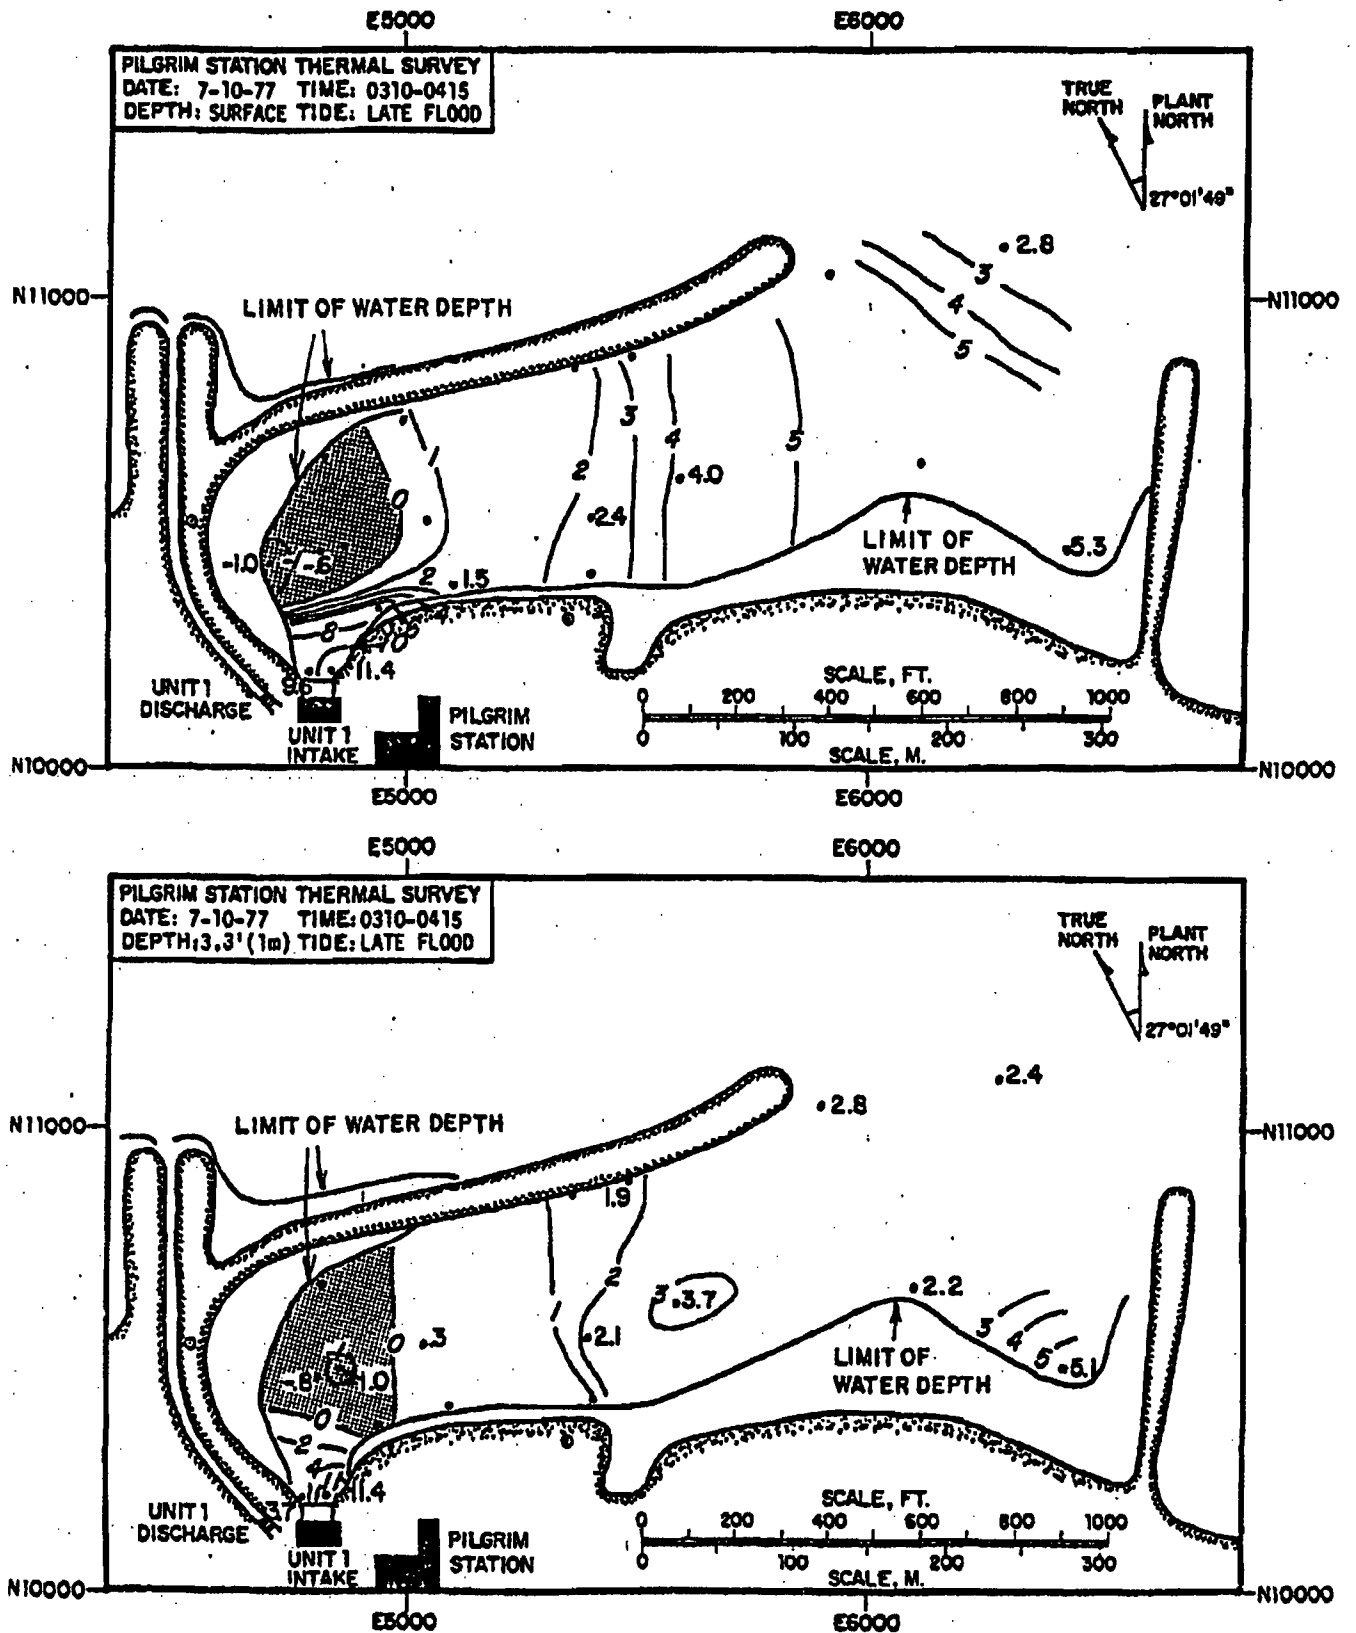 E5000 E6000
PILGRIM STATION THERMAL SURVEY
DATE: 7-10-77 TIME: 0310-0415
DEPTH: SURFACE TIDE: LATE FLOOD
TRUE NORTH
PLANT NORTH
27°01'49"
2.8
3
4
5
N11000
N11000
LIMIT OF WATER DEPTH
1
0
2
3
4
5
4.0
2.4
-1.0
-.6
2
1.5
LIMIT OF
WATER DEPTH
5.3
8
10
11.4
9.6
UNIT 1
DISCHARGE
UNIT 1
INTAKE
PILGRIM
STATION
SCALE, FT.
0 200 400 600 800 1000
0 100 200 300
SCALE, M.
N10000
N10000
E5000 E6000
E5000 E6000
PILGRIM STATION THERMAL SURVEY
DATE: 7-10-77 TIME: 0310-0415
DEPTH: 3.3' (1m) TIDE: LATE FLOOD
TRUE NORTH
PLANT NORTH
27°01'49"
2.4
2.8
N11000
N11000
LIMIT OF WATER DEPTH
1.9
2
1
3
3.7
2.1
0
.3
2.2
3
4
5
5.1
-.8
-1.0
LIMIT OF
WATER DEPTH
0
2
4
11.4
UNIT 1
DISCHARGE
UNIT 1
INTAKE
PILGRIM
STATION
SCALE, FT.
0 200 400 600 800 1000
0 100 200 300
SCALE, M.
N10000
N10000
E5000 E6000